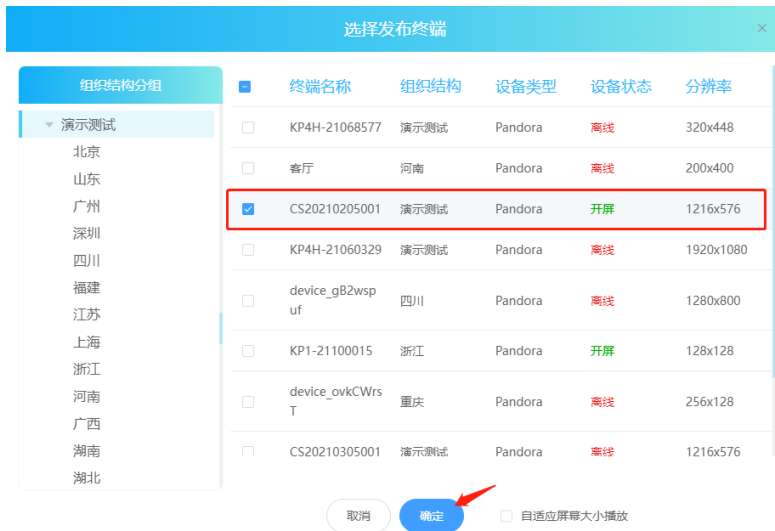 选择发布终端
组织结构分组
演示测试
北京
山东
广州
深圳
四川
福建
江苏
上海
浙江
河南
广西
湖南
湖北
终端名称 组织结构 设备类型 设备状态 分辨率
KP4H-21068577 演示测试 Pandora 离线 320x448
客厅 河南 Pandora 离线 200x400
CS20210205001 演示测试 Pandora 开屏 1216x576
KP4H-21060329 演示测试 Pandora 离线 1920x1080
device_gB2wsp
uf 四川 Pandora 离线 1280x800
KP1-21100015 浙江 Pandora 开屏 128x128
device_ovkCWrs
T 重庆 Pandora 离线 256x128
CS20210305001 演示测试 Pandora 离线 1216x576
取消 确定 自适应屏幕大小播放